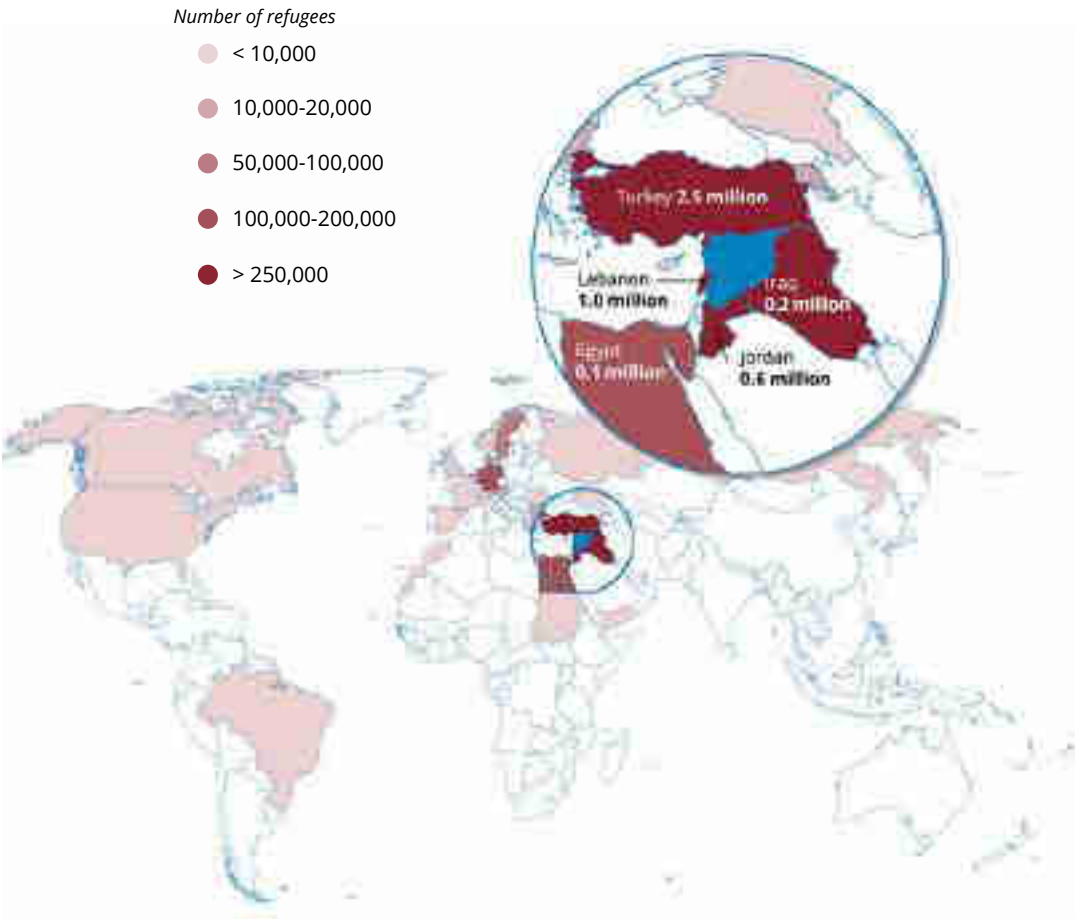 Number of refugees
< 10,000
10,000-20,000
50,000-100,000
100,000-200,000
> 250,000
Turkey 2.5 million
Lebanon
1.0 million
Iraq
0.2 million
Egypt
0.1 million
Jordan
0.6 million